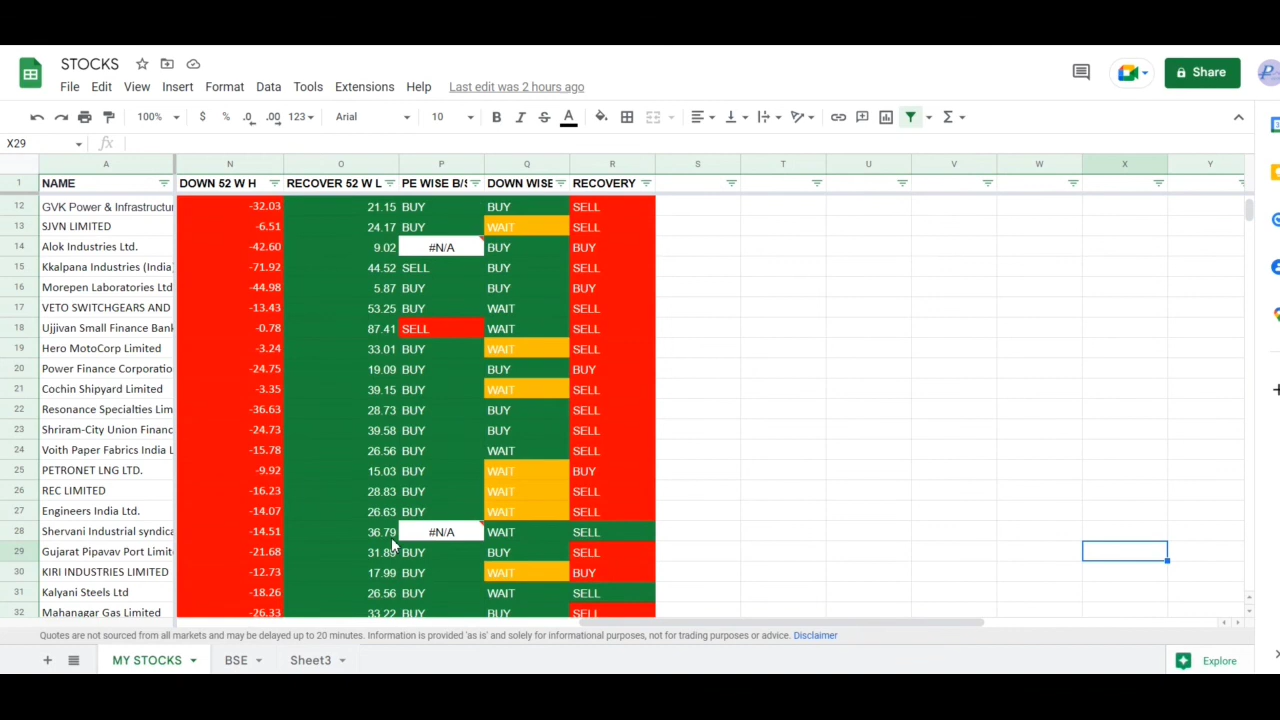 STOCKS
File Edit View Insert Format Data Tools Extensions Help Last edit was 2 hours ago
Share
100% $ % .0 .00 123 Arial 10 B I S A
X29 fx
A N O P Q R S T U V W X Y
1 NAME DOWN 52 W H RECOVER 52 W L PE WISE B/S DOWN WISE RECOVERY
12 GVK Power & Infrastructur -32.03 21.15 BUY BUY SELL
13 SJVN LIMITED -6.51 24.17 BUY WAIT SELL
14 Alok Industries Ltd. -42.60 9.02 #N/A BUY BUY
15 Kkalpana Industries (India) -71.92 44.52 SELL BUY SELL
16 Morepen Laboratories Ltd -44.98 5.87 BUY BUY BUY
17 VETO SWITCHGEARS AND -13.43 53.25 BUY WAIT SELL
18 Ujjivan Small Finance Bank -0.78 87.41 SELL WAIT SELL
19 Hero MotoCorp Limited -3.24 33.01 BUY WAIT SELL
20 Power Finance Corporatio -24.75 19.09 BUY BUY BUY
21 Cochin Shipyard Limited -3.35 39.15 BUY WAIT SELL
22 Resonance Specialties Lim -36.63 28.73 BUY BUY SELL
23 Shriram-City Union Financ -24.73 39.58 BUY BUY SELL
24 Voith Paper Fabrics India L -15.78 26.56 BUY WAIT SELL
25 PETRONET LNG LTD. -9.92 15.03 BUY WAIT BUY
26 REC LIMITED -16.23 28.83 BUY WAIT SELL
27 Engineers India Ltd. -14.07 26.63 BUY WAIT SELL
28 Shervani Industrial syndica -14.51 36.79 #N/A WAIT SELL
29 Gujarat Pipavav Port Limit -21.68 31.89 BUY BUY SELL
30 KIRI INDUSTRIES LIMITED -12.73 17.99 BUY WAIT BUY
31 Kalyani Steels Ltd -18.26 26.56 BUY WAIT SELL
32 Mahanagar Gas Limited -26.33 33.22 BUY BUY SELL
Quotes are not sourced from all markets and may be delayed up to 20 minutes. Information is provided 'as is' and solely for informational purposes, not for trading purposes or advice. Disclaimer
MY STOCKS BSE Sheet3 Explore